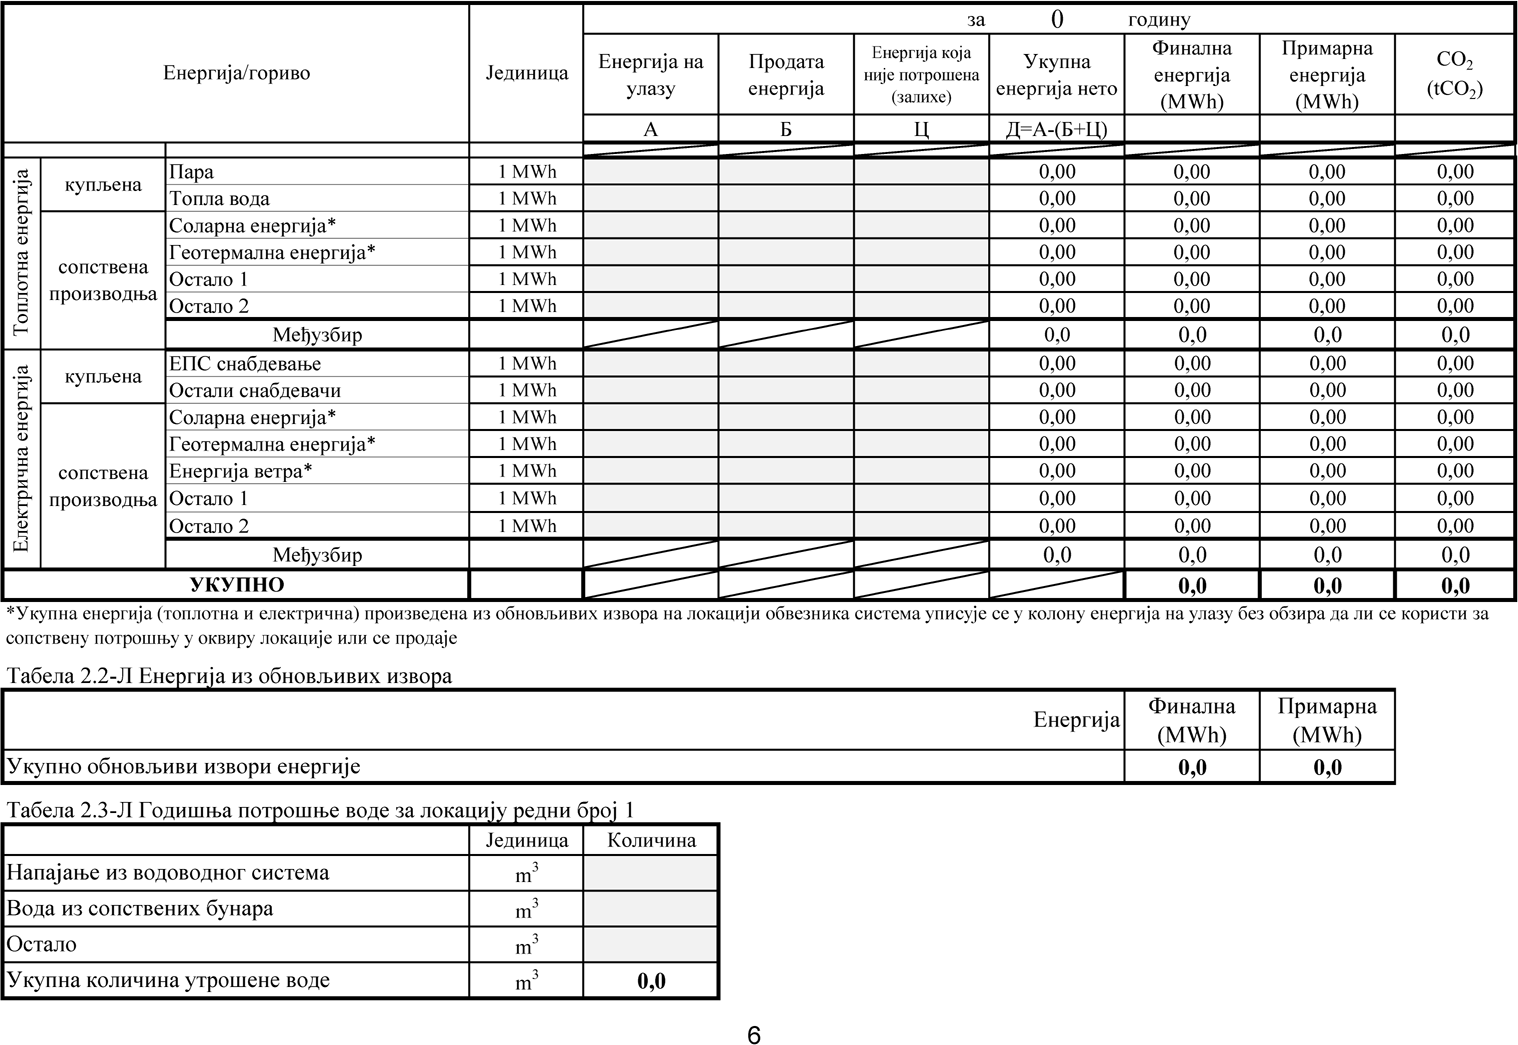 за 0 годину
Енергија/гориво Јединица Енергија на улазу Продата енергија Енергија која није потрошена (залихе) Укупна енергија нето Финална енергија (MWh) Примарна енергија (MWh) CO2 (tCO2)
А Б Ц Д=А-(Б+Ц)
Топлотна енергија
купљена
Пара 1 MWh 0,00 0,00 0,00 0,00
Топла вода 1 MWh 0,00 0,00 0,00 0,00
сопствена производња
Соларна енергија* 1 MWh 0,00 0,00 0,00 0,00
Геотермална енергија* 1 MWh 0,00 0,00 0,00 0,00
Остало 1 1 MWh 0,00 0,00 0,00 0,00
Остало 2 1 MWh 0,00 0,00 0,00 0,00
Међузбир 0,0 0,0 0,0 0,0
Електрична енергија
купљена
ЕПС снабдевање 1 MWh 0,00 0,00 0,00 0,00
Остали снабдевачи 1 MWh 0,00 0,00 0,00 0,00
сопствена производња
Соларна енергија* 1 MWh 0,00 0,00 0,00 0,00
Геотермална енергија* 1 MWh 0,00 0,00 0,00 0,00
Енергија ветра* 1 MWh 0,00 0,00 0,00 0,00
Остало 1 1 MWh 0,00 0,00 0,00 0,00
Остало 2 1 MWh 0,00 0,00 0,00 0,00
Међузбир 0,0 0,0 0,0 0,0
УКУПНО 0,0 0,0 0,0
*Укупна енергија (топлотна и електрична) произведена из обновљивих извора на локацији обвезника система уписује се у колону енергија на улазу без обзира да ли се користи за
сопствену потрошњу у оквиру локације или се продаје
Табела 2.2-Л Енергија из обновљивих извора
Енергија Финална (MWh) Примарна (MWh)
Укупно обновљиви извори енергије 0,0 0,0
Табела 2.3-Л Годишња потрошње воде за локацију редни број 1
Јединица Количина
Напајање из водоводног система m3
Вода из сопствених бунара m3
Остало m3
Укупна количина утрошене воде m3 0,0
6